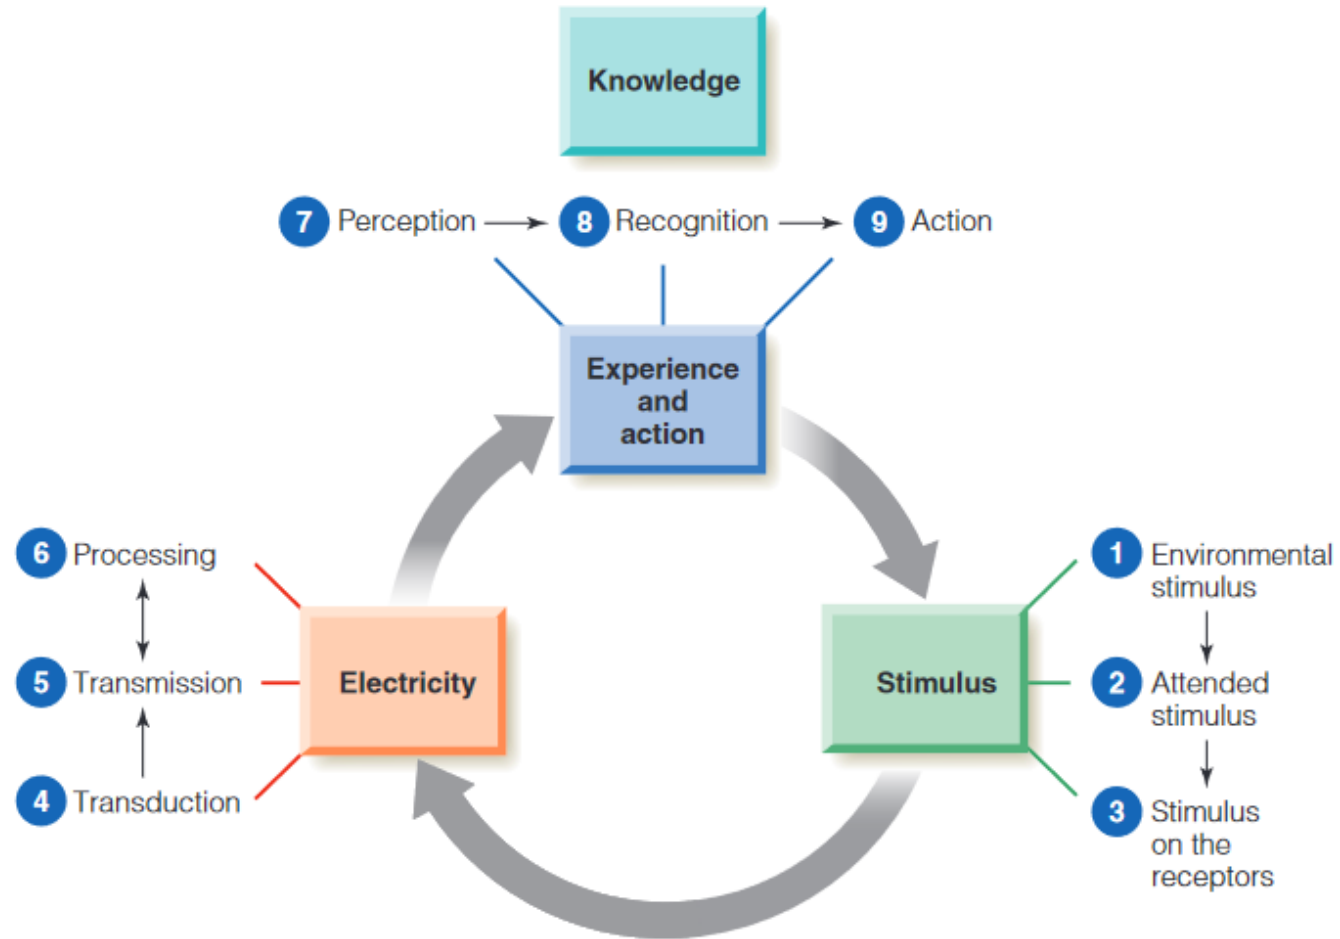 Knowledge
7 Perception
8 Recognition
9 Action
Experience
and
action
6 Processing
5 Transmission
4 Transduction
Electricity
Stimulus
1 Environmental
stimulus
2 Attended
stimulus
3 Stimulus
on the
receptors